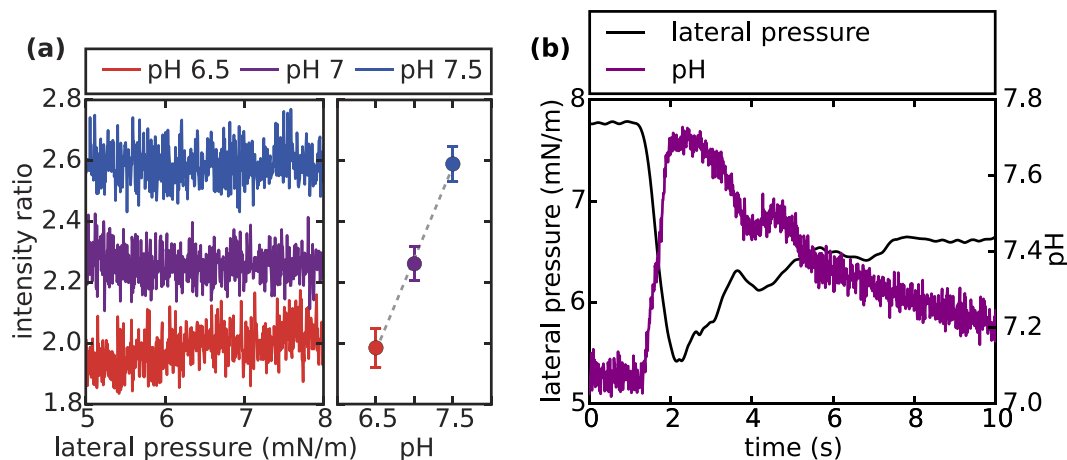 (a)
pH 6.5 pH 7 pH 7.5
intensity ratio
2.8
2.6
2.4
2.2
2.0
1.8
5 6 7 8
lateral pressure (mN/m)
6.5 7.5
pH
(b)
lateral pressure
pH
lateral pressure (mN/m)
8
7
6
5
7.8
7.6
7.4
7.2
7.0
pH
0 2 4 6 8 10
time (s)